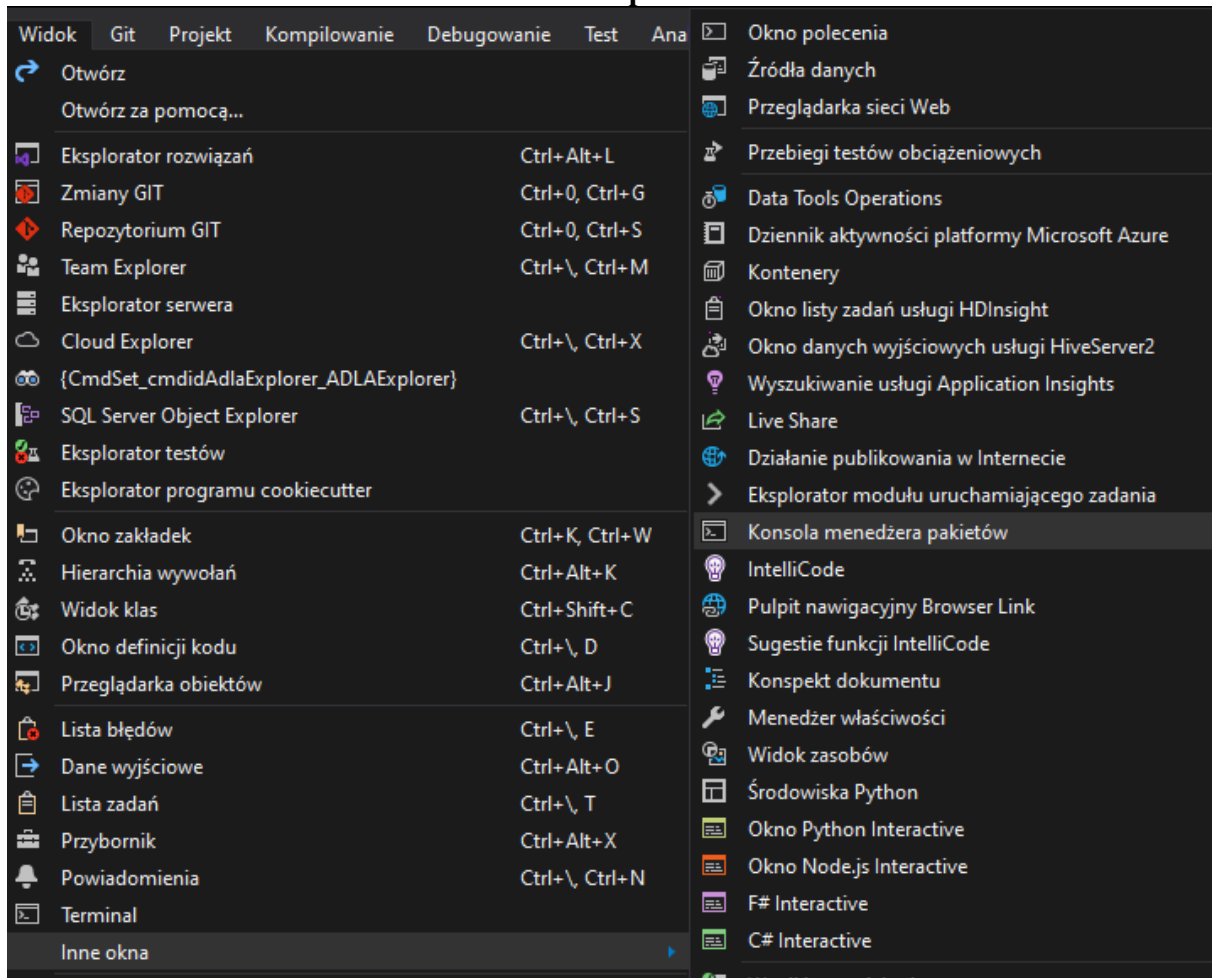 Widok Git Projekt Kompilowanie Debugowanie Test Ana
Otwórz
Otwórz za pomocą...
Eksplorator rozwiązań Ctrl+Alt+L
Zmiany GIT Ctrl+0, Ctrl+G
Repozytorium GIT Ctrl+0, Ctrl+S
Team Explorer Ctrl+\, Ctrl+M
Eksplorator serwera
Cloud Explorer Ctrl+\, Ctrl+X
{CmdSet_cmdidAdlaExplorer_ADLAExplorer}
SQL Server Object Explorer Ctrl+\, Ctrl+S
Eksplorator testów
Eksplorator programu cookiecutter
Okno zakładek Ctrl+K, Ctrl+W
Hierarchia wywołań Ctrl+Alt+K
Widok klas Ctrl+Shift+C
Okno definicji kodu Ctrl+\, D
Przeglądarka obiektów Ctrl+Alt+J
Lista błędów Ctrl+\, E
Dane wyjściowe Ctrl+Alt+O
Lista zadań Ctrl+\, T
Przybornik Ctrl+Alt+X
Powiadomienia Ctrl+\, Ctrl+N
Terminal
Inne okna
Okno polecenia
Źródła danych
Przeglądarka sieci Web
Przebiegi testów obciążeniowych
Data Tools Operations
Dziennik aktywności platformy Microsoft Azure
Kontenery
Okno listy zadań usługi HDInsight
Okno danych wyjściowych usługi HiveServer2
Wyszukiwanie usługi Application Insights
Live Share
Działanie publikowania w Internecie
Eksplorator modułu uruchamiającego zadania
Konsola menedżera pakietów
IntelliCode
Pulpit nawigacyjny Browser Link
Sugestie funkcji IntelliCode
Konspekt dokumentu
Menedżer właściwości
Widok zasobów
Środowiska Python
Okno Python Interactive
Okno Node.js Interactive
F# Interactive
C# Interactive